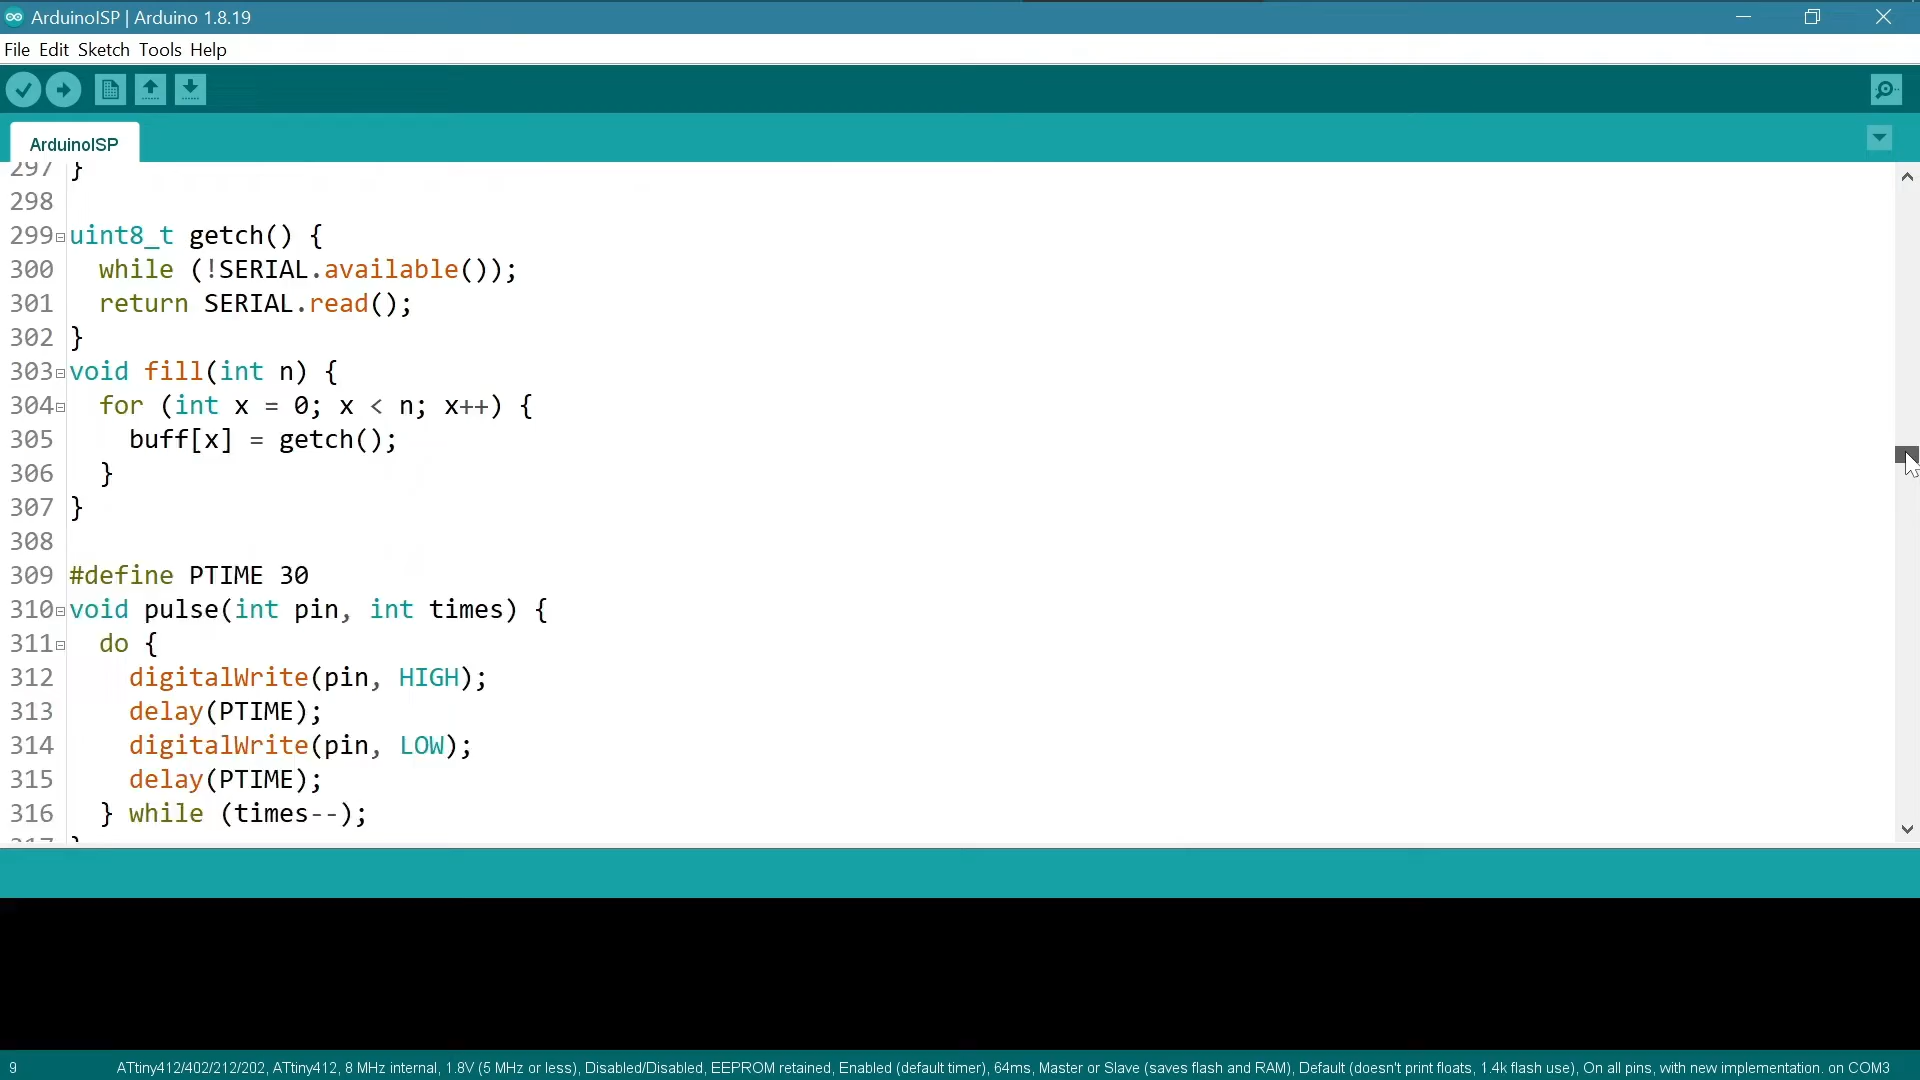 ArduinoISP | Arduino 1.8.19
File Edit Sketch Tools Help
ArduinoISP
297 }
298
299 uint8_t getch() {
300   while (!SERIAL.available());
301   return SERIAL.read();
302 }
303 void fill(int n) {
304   for (int x = 0; x < n; x++) {
305     buff[x] = getch();
306   }
307 }
308
309 #define PTIME 30
310 void pulse(int pin, int times) {
311   do {
312     digitalWrite(pin, HIGH);
313     delay(PTIME);
314     digitalWrite(pin, LOW);
315     delay(PTIME);
316   } while (times--);
317 }
9 ATtiny412/402/212/202, ATtiny412, 8 MHz internal, 1.8V (5 MHz or less), Disabled/Disabled, EEPROM retained, Enabled (default timer), 64ms, Master or Slave (saves flash and RAM), Default (doesn't print floats, 1.4k flash use), On all pins, with new implementation. on COM3